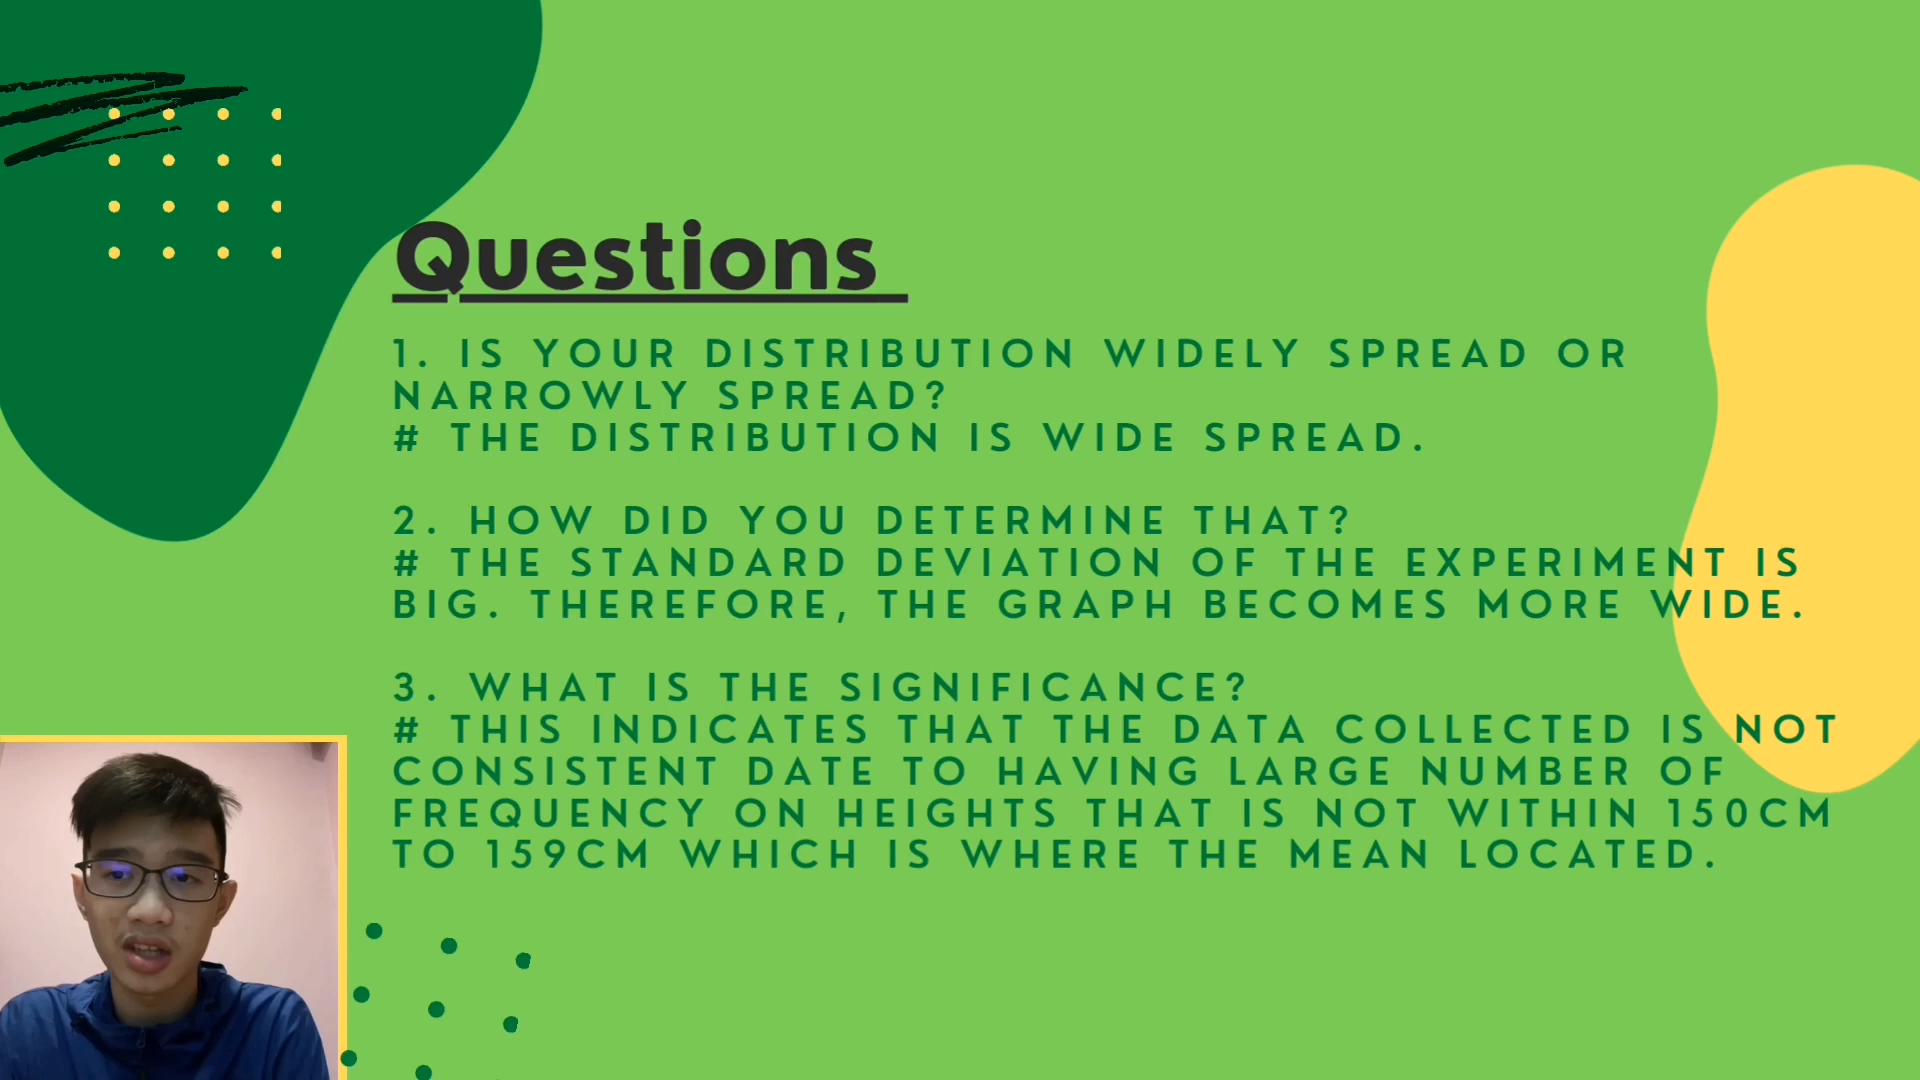 Questions
1. IS YOUR DISTRIBUTION WIDELY SPREAD OR
NARROWLY SPREAD?
# THE DISTRIBUTION IS WIDE SPREAD.
2. HOW DID YOU DETERMINE THAT?
# THE STANDARD DEVIATION OF THE EXPERIMENT IS
BIG. THEREFORE, THE GRAPH BECOMES MORE WIDE.
3. WHAT IS THE SIGNIFICANCE?
# THIS INDICATES THAT THE DATA COLLECTED IS NOT
CONSISTENT DATE TO HAVING LARGE NUMBER OF
FREQUENCY ON HEIGHTS THAT IS NOT WITHIN 150CM
TO 159CM WHICH IS WHERE THE MEAN LOCATED.